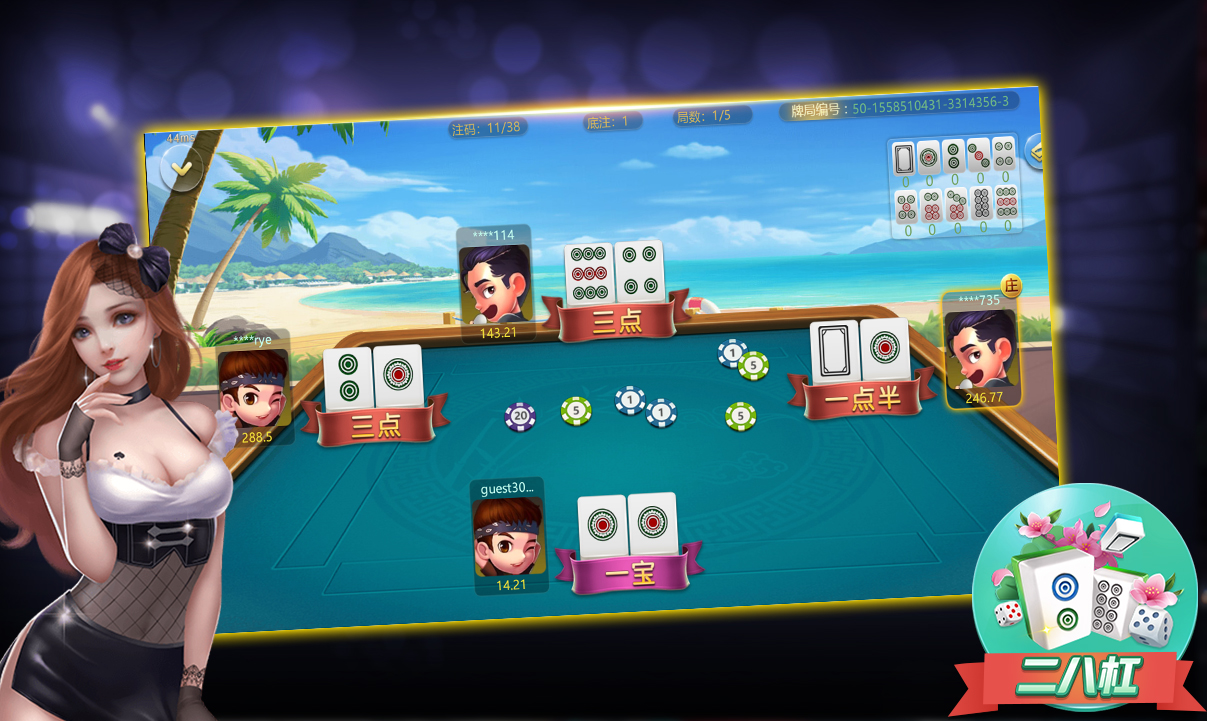 44ms
注码：11/38
底注：1
局数：1/5
牌局编号：50-1558510431-3314356-3
0 0 0 0 0
0 0 0 0 0
****114
143.21
三点
庄
****735
246.77
一点半
****rye
288.5
三点
1
5
20
5
1
1
5
guest30...
14.21
一宝
二八杠